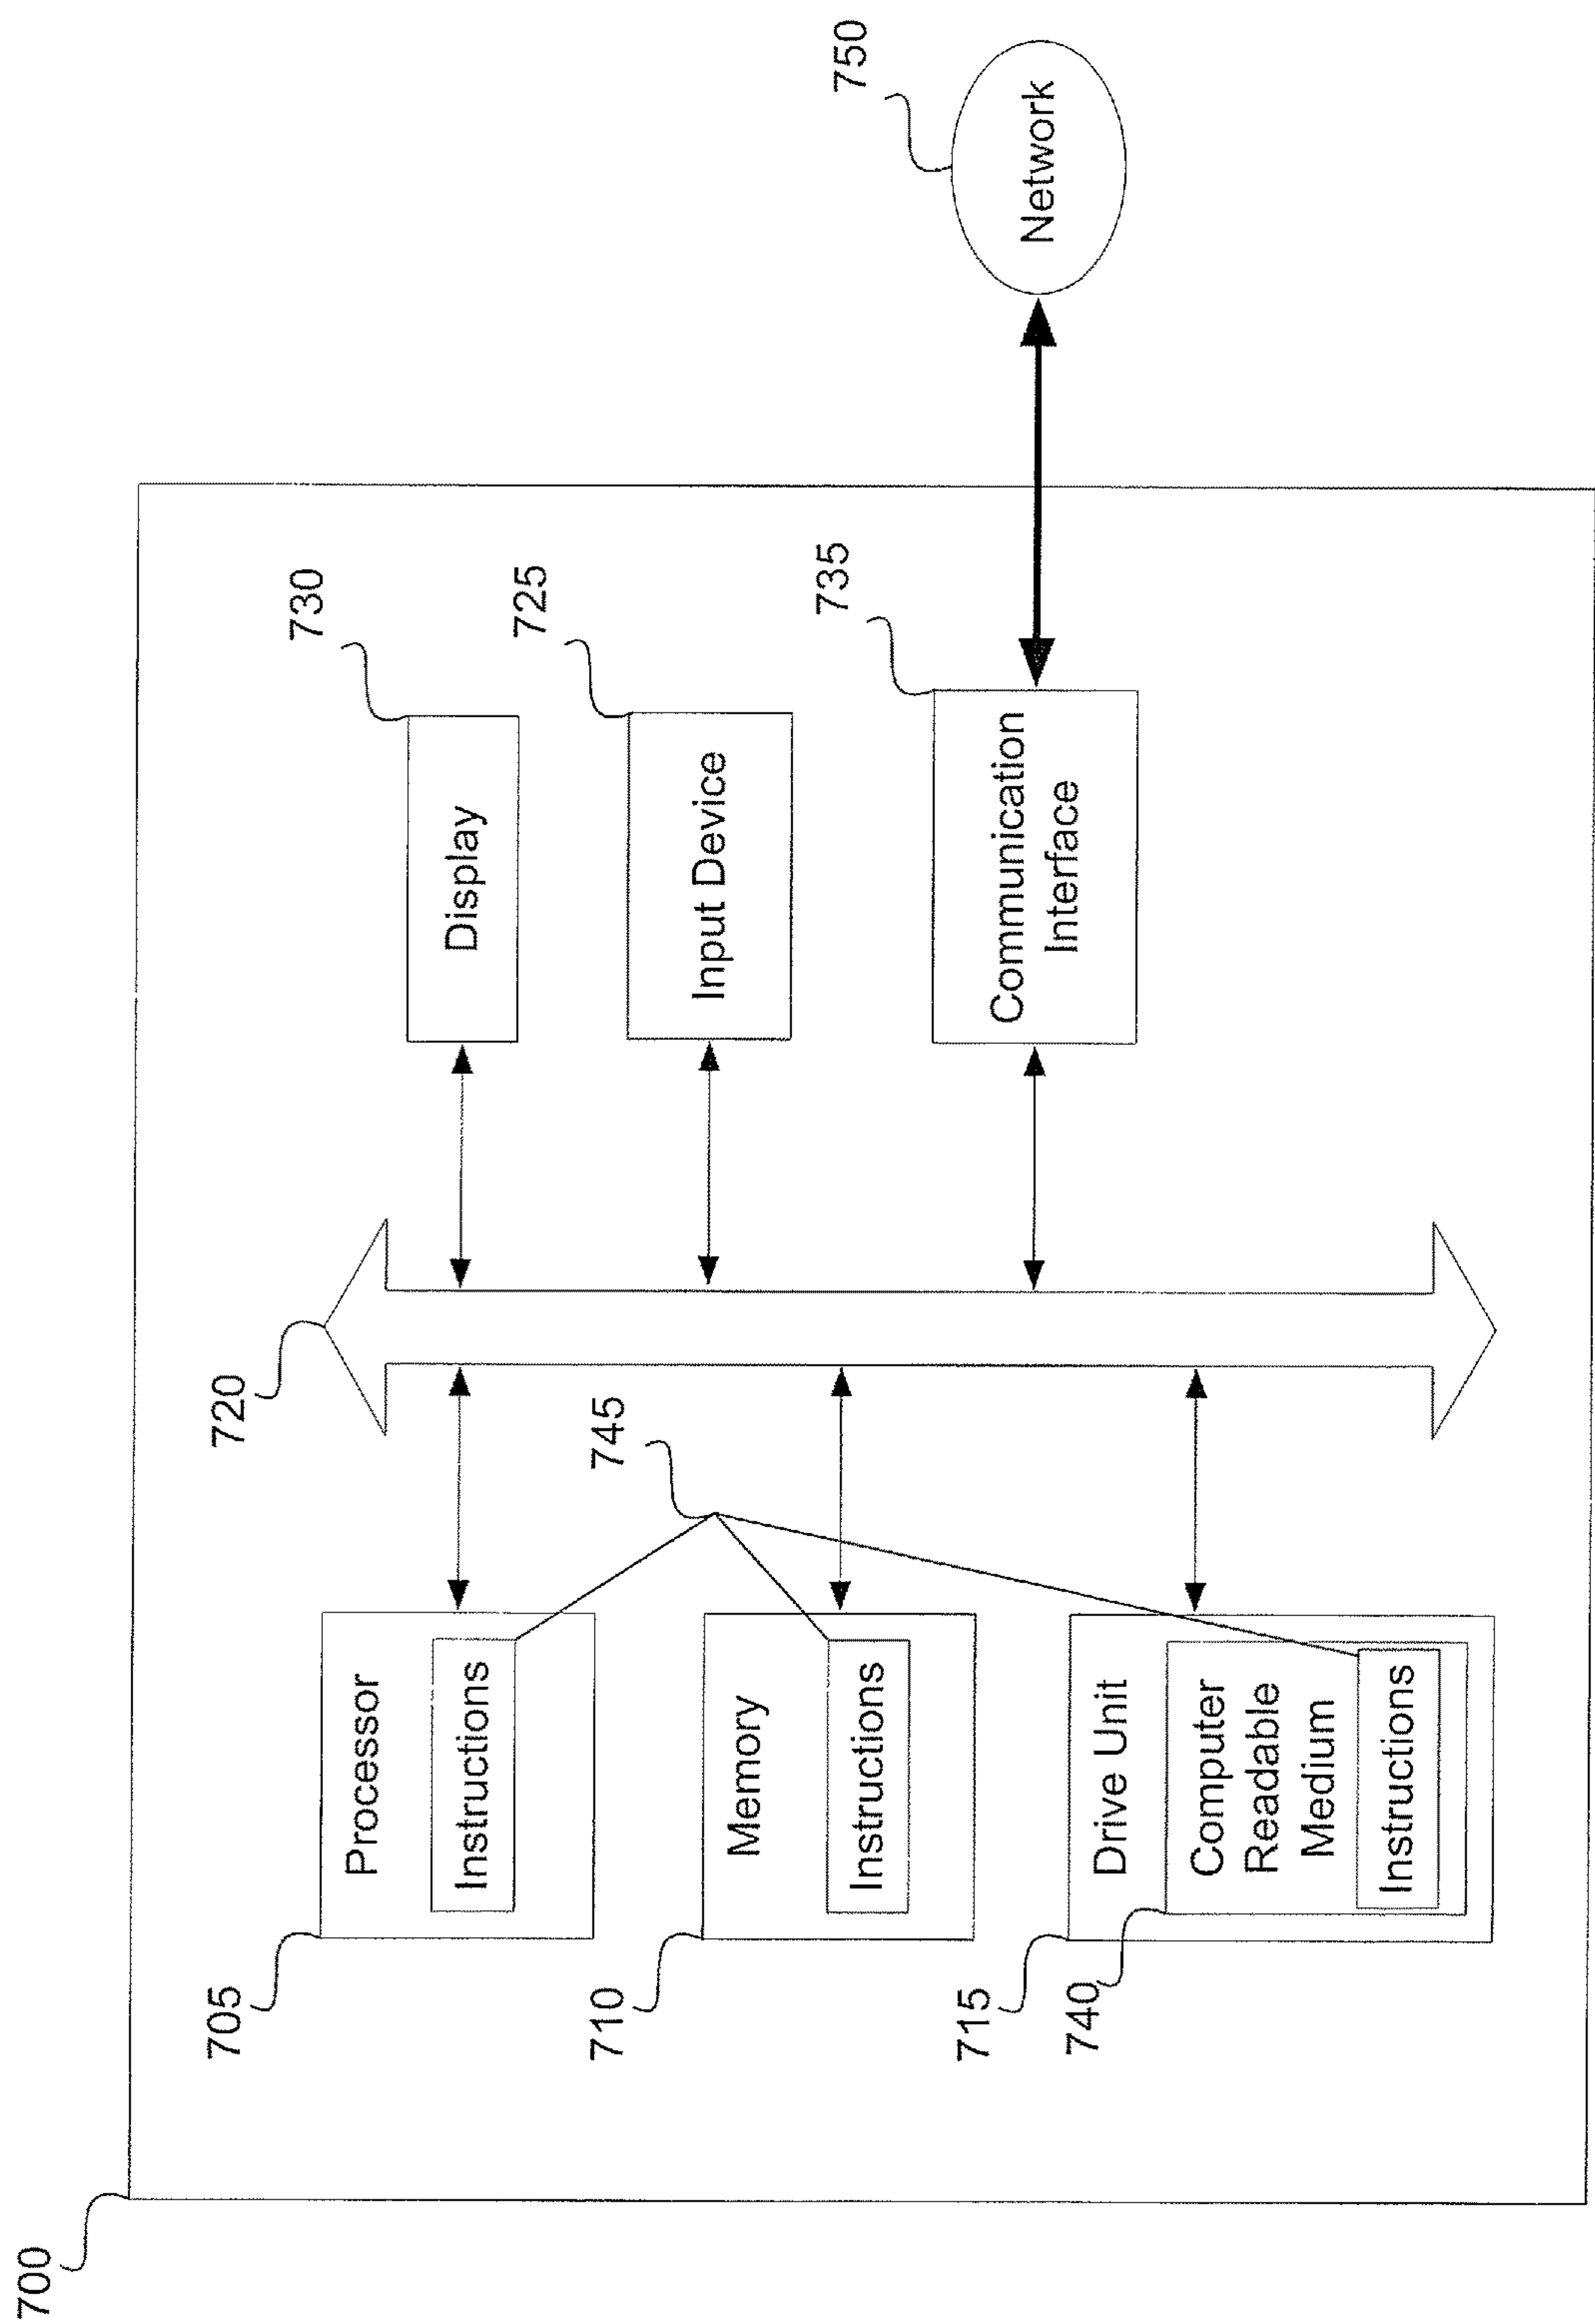 700
705
Processor
Instructions
710
Memory
Instructions
715
740
Drive Unit
Computer
Readable
Medium
Instructions
720
745
730
Display
725
Input Device
735
Communication
Interface
750
Network